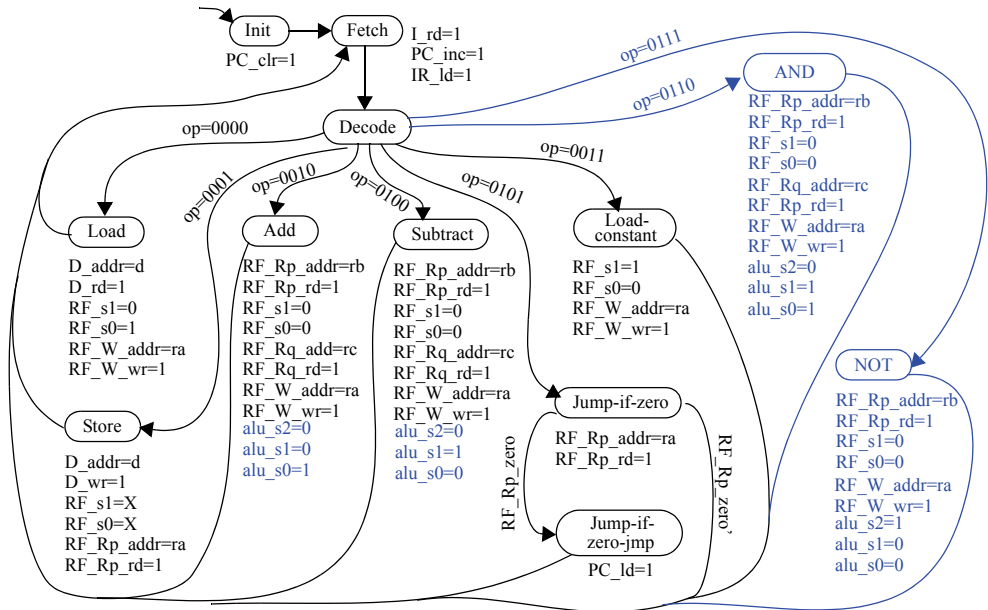 Init
PC_clr=1
Fetch
I_rd=1
PC_inc=1
IR_ld=1
Decode
op=0000
op=0001
op=0010
op=0100
op=0101
op=0011
op=0110
op=0111
Load
D_addr=d
D_rd=1
RF_s1=0
RF_s0=1
RF_W_addr=ra
RF_W_wr=1
Store
D_addr=d
D_wr=1
RF_s1=X
RF_s0=X
RF_Rp_addr=ra
RF_Rp_rd=1
Add
RF_Rp_addr=rb
RF_Rp_rd=1
RF_s1=0
RF_s0=0
RF_Rq_add=rc
RF_Rq_rd=1
RF_W_addr=ra
RF_W_wr=1
alu_s2=0
alu_s1=0
alu_s0=1
Subtract
RF_Rp_addr=rb
RF_Rp_rd=1
RF_s1=0
RF_s0=0
RF_Rq_addr=rc
RF_Rq_rd=1
RF_W_addr=ra
RF_W_wr=1
alu_s2=0
alu_s1=1
alu_s0=0
Load-
constant
RF_s1=1
RF_s0=0
RF_W_addr=ra
RF_W_wr=1
Jump-if-zero
RF_Rp_addr=ra
RF_Rp_rd=1
RF_Rp_zero
RF_Rp_zero'
Jump-if-
zero-jmp
PC_ld=1
AND
RF_Rp_addr=rb
RF_Rp_rd=1
RF_s1=0
RF_s0=0
RF_Rq_addr=rc
RF_Rp_rd=1
RF_W_addr=ra
RF_W_wr=1
alu_s2=0
alu_s1=1
alu_s0=1
NOT
RF_Rp_addr=rb
RF_Rp_rd=1
RF_s1=0
RF_s0=0
RF_W_addr=ra
RF_W_wr=1
alu_s2=1
alu_s1=0
alu_s0=0